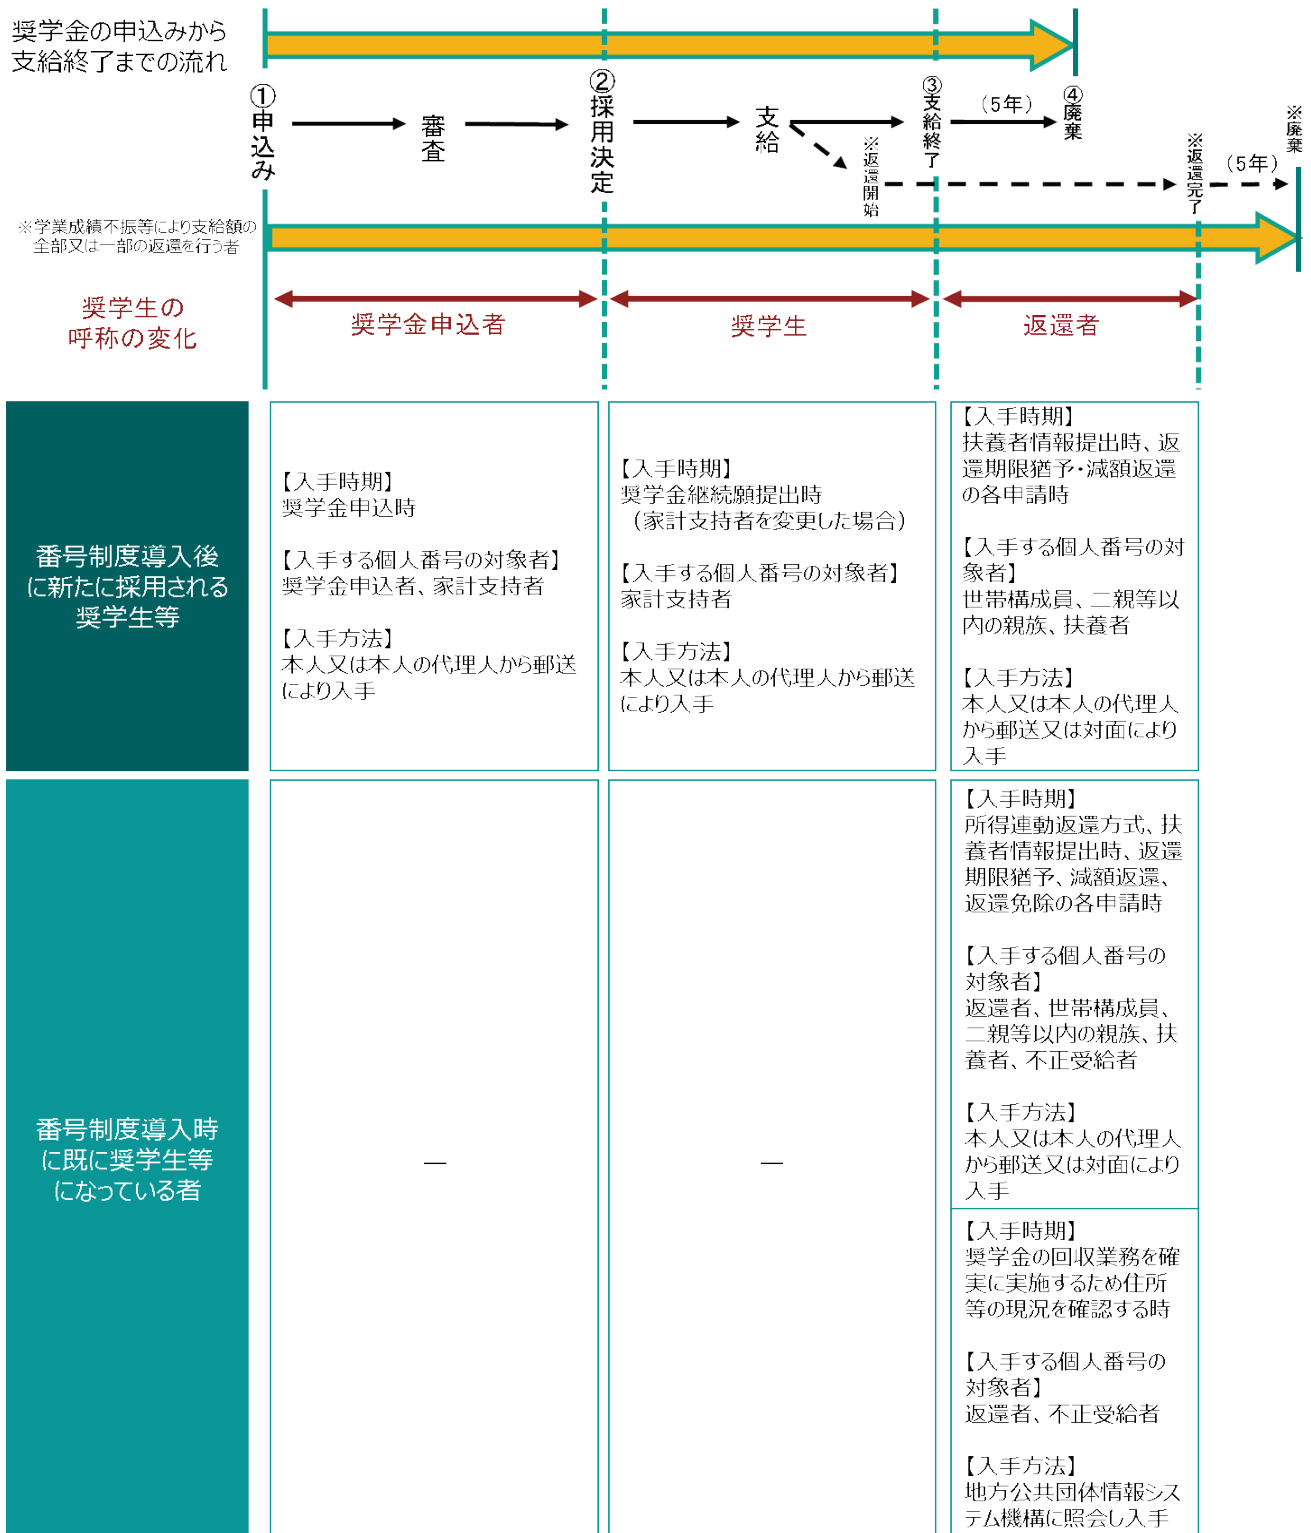 奨学金の申込みから
支給終了までの流れ
①申込み
審査
②採用決定
支給
※返還開始
③支給終了
（5年）
④廃棄
※返還完了
（5年）
※廃棄
※学業成績不振等により支給額の
全部又は一部の返還を行う者
奨学生の
呼称の変化
奨学金申込者
奨学生
返還者
番号制度導入後
に新たに採用される
奨学生等
【入手時期】
奨学金申込時
【入手する個人番号の対象者】
奨学金申込者、家計支持者
【入手方法】
本人又は本人の代理人から郵送
により入手
【入手時期】
奨学金継続願提出時
（家計支持者を変更した場合）
【入手する個人番号の対象者】
家計支持者
【入手方法】
本人又は本人の代理人から郵送
により入手
【入手時期】
扶養者情報提出時、返
還期限猶予・減額返還
の各申請時
【入手する個人番号の対
象者】
世帯構成員、二親等以
内の親族、扶養者
【入手方法】
本人又は本人の代理人
から郵送又は対面により
入手
番号制度導入時
に既に奨学生等
になっている者
―
―
【入手時期】
所得連動返還方式、扶
養者情報提出時、返還
期限猶予、減額返還、
返還免除の各申請時
【入手する個人番号の
対象者】
返還者、世帯構成員、
二親等以内の親族、扶
養者、不正受給者
【入手方法】
本人又は本人の代理人
から郵送又は対面により
入手
【入手時期】
奨学金の回収業務を確
実に実施するため住所
等の現況を確認する時
【入手する個人番号の
対象者】
返還者、不正受給者
【入手方法】
地方公共団体情報シス
テム機構に照会し入手